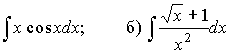 ∫x cosxdx; б) ∫(√x + 1)/x² dx